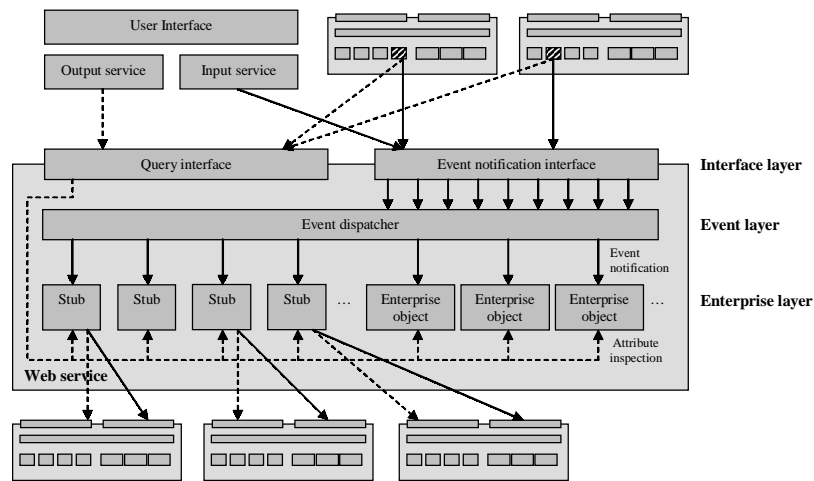 User Interface
Output service
Input service
Query interface
Event notification interface
Interface layer
Event dispatcher
Event layer
Event
notification
Stub
Stub
Stub
Stub
...
Enterprise
object
Enterprise
object
Enterprise
object
...
Enterprise layer
Attribute
inspection
Web service